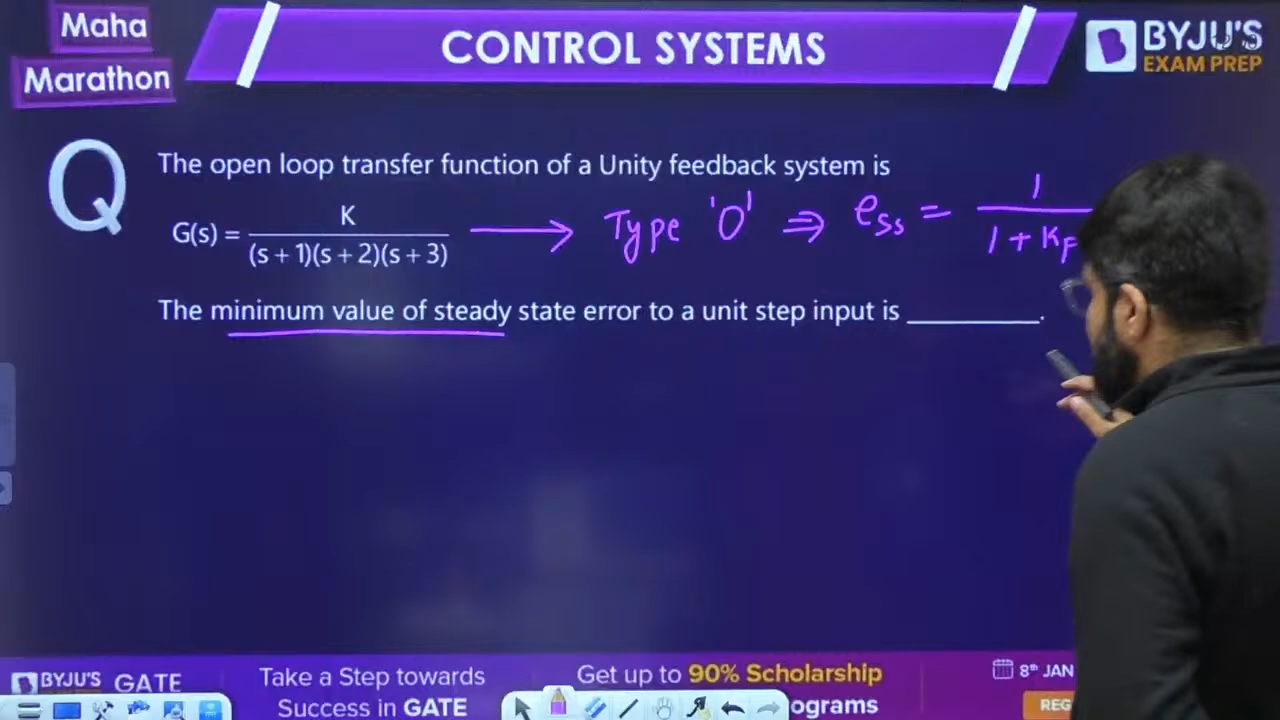 Maha
Marathon
CONTROL SYSTEMS
BYJU'S
EXAM PREP
Q
The open loop transfer function of a Unity feedback system is
G(s) = K / (s + 1)(s + 2)(s + 3) ⟶ Type '0' ⇒ ess = 1 / 1 + KP
The minimum value of steady state error to a unit step input is ________.
BYJU'S GATE
Take a Step towards
Success in GATE
Get up to 90% Scholarship
8th JAN